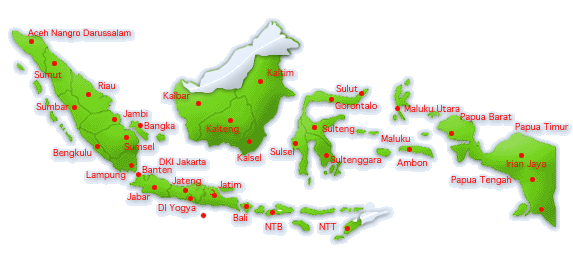 Aceh Nangro Darussalam
Sumut
Riau
Sumbar
Jambi
Bangka
Bengkulu
Sumsel
Lampung
Banten
DKI Jakarta
Jabar
Jateng
Jatim
DI Yogya
Bali
NTB
NTT
Kalbar
Kaltim
Kalteng
Kalsel
Sulut
Gorontalo
Sulteng
Sulsel
Sultenggara
Maluku Utara
Maluku
Ambon
Papua Barat
Papua Timur
Irian Jaya
Papua Tengah